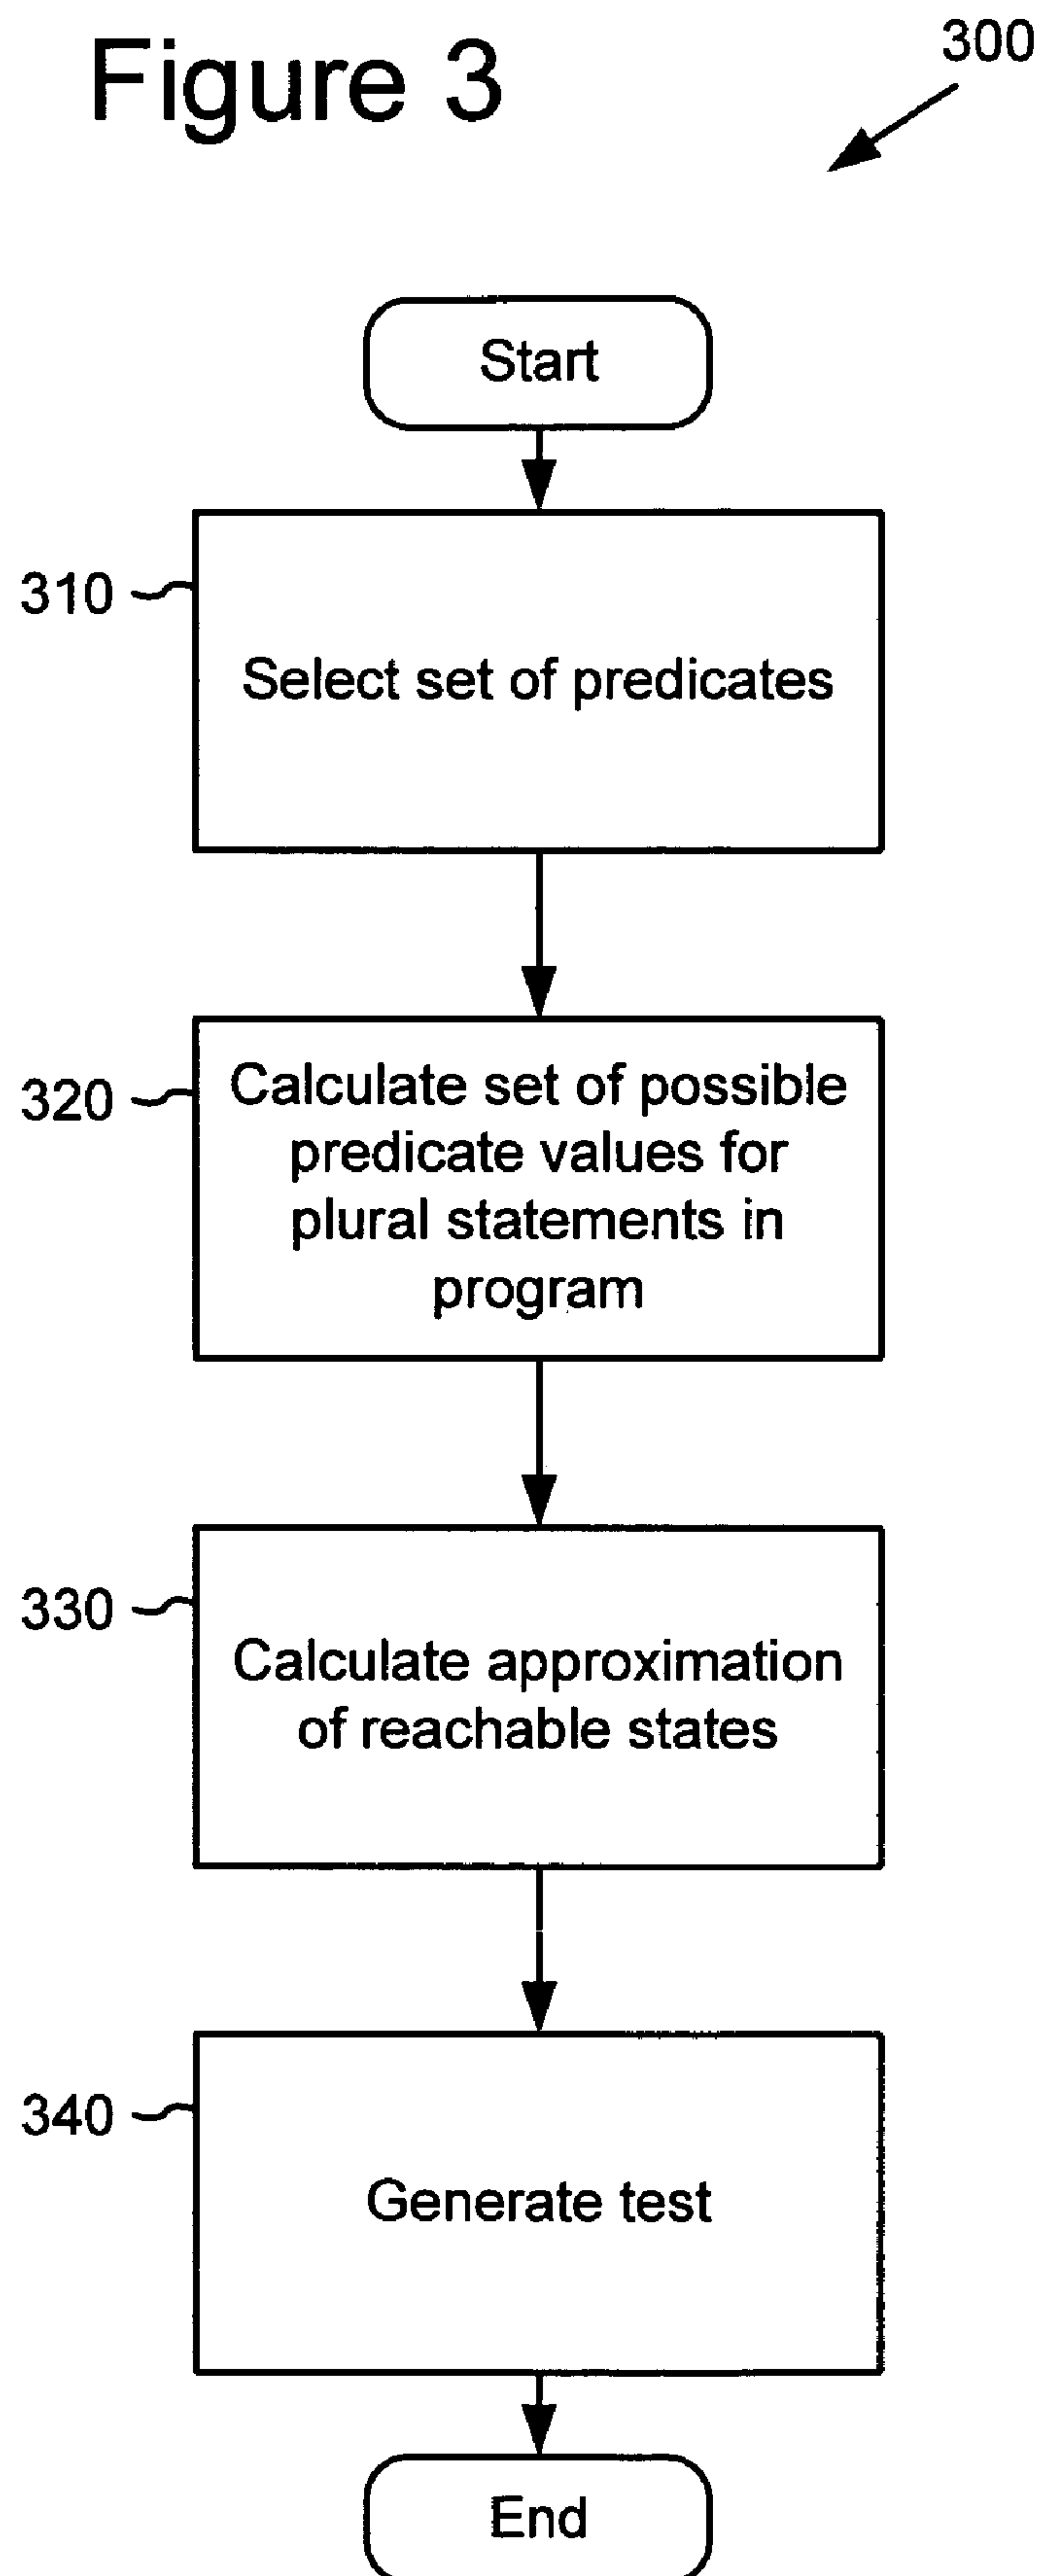 Figure 3
300
Start
310
Select set of predicates
320
Calculate set of possible
predicate values for
plural statements in
program
330
Calculate approximation
of reachable states
340
Generate test
End